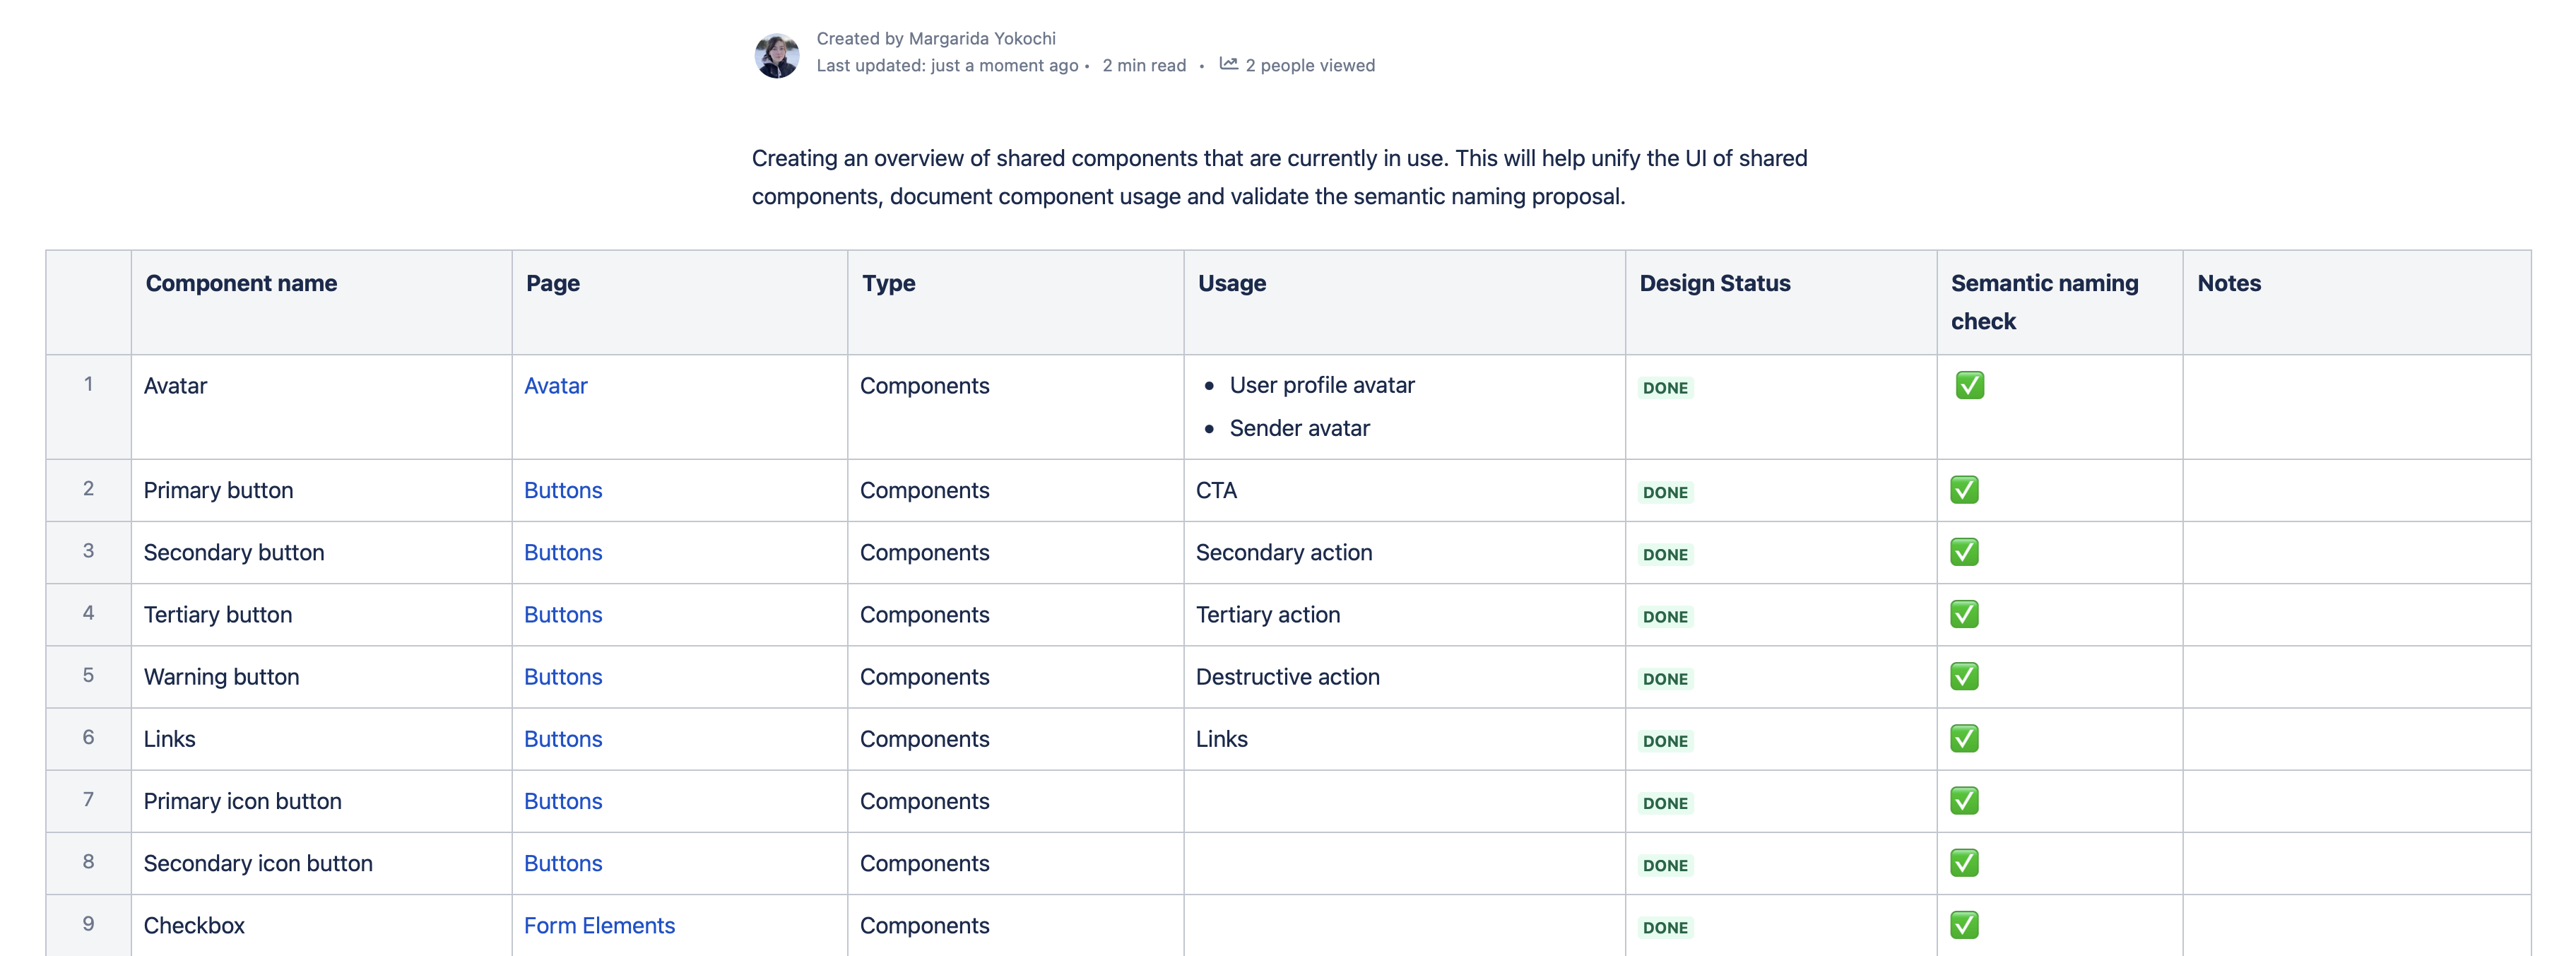 Created by Margarida Yokochi
Last updated: just a moment ago • 2 min read • 2 people viewed
Creating an overview of shared components that are currently in use. This will help unify the UI of shared
components, document component usage and validate the semantic naming proposal.
Component name Page Type Usage Design Status Semantic naming check Notes
1 Avatar Avatar Components • User profile avatar DONE ✅
• Sender avatar
2 Primary button Buttons Components CTA DONE ✅
3 Secondary button Buttons Components Secondary action DONE ✅
4 Tertiary button Buttons Components Tertiary action DONE ✅
5 Warning button Buttons Components Destructive action DONE ✅
6 Links Buttons Components Links DONE ✅
7 Primary icon button Buttons Components DONE ✅
8 Secondary icon button Buttons Components DONE ✅
9 Checkbox Form Elements Components DONE ✅